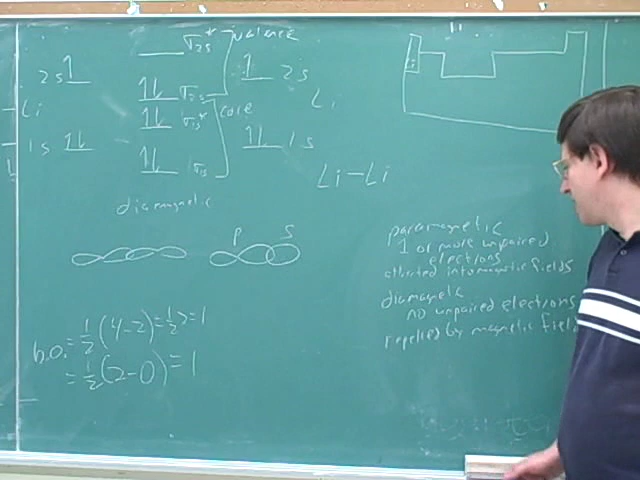 σ2s* valence
2s 1
1 2s
1L σ2s
Li
1L σ1s* core
Li
1s 1L
1L 1s
1L σ1s
Li-Li
diamagnetic
P S
paramagnetic
1 or more unpaired
electrons
attracted into magnetic fields
diamagnetic
no unpaired electrons
repelled by magnetic field
b.o. = 1/2 (4-2) = 1/2 2 = 1
= 1/2 (2-0) = 1